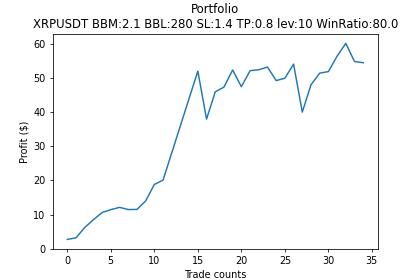 Portfolio
XRPUSDT BBM:2.1 BBL:280 SL:1.4 TP:0.8 lev:10 WinRatio:80.0
60
50
40
30
20
10
0
Profit ($)
0 5 10 15 20 25 30 35
Trade counts